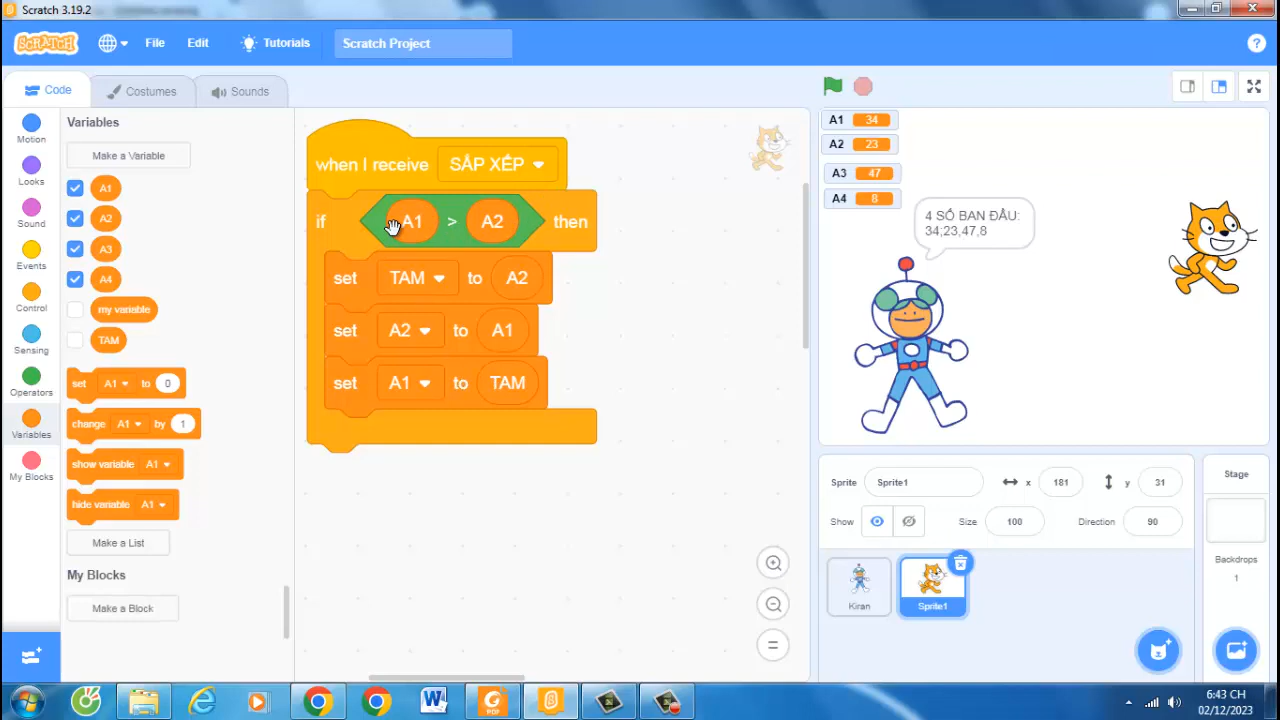 Scratch 3.19.2
SCRATCH
File
Edit
Tutorials
Scratch Project
?
Code
Costumes
Sounds
Motion
Looks
Sound
Events
Control
Sensing
Operators
Variables
My Blocks
Variables
Make a Variable
A1
A2
A3
A4
my variable
TAM
set A1 to 0
change A1 by 1
show variable A1
hide variable A1
Make a List
My Blocks
Make a Block
when I receive SẮP XẾP
if A1 > A2 then
set TAM to A2
set A2 to A1
set A1 to TAM
A1 34
A2 23
A3 47
A4 8
4 SỐ BAN ĐẦU:
34;23,47,8
Sprite Sprite1 x 181 y 31
Show Size 100 Direction 90
Kiran
Sprite1
Stage
Backdrops
1
PDF
6:43 CH
02/12/2023